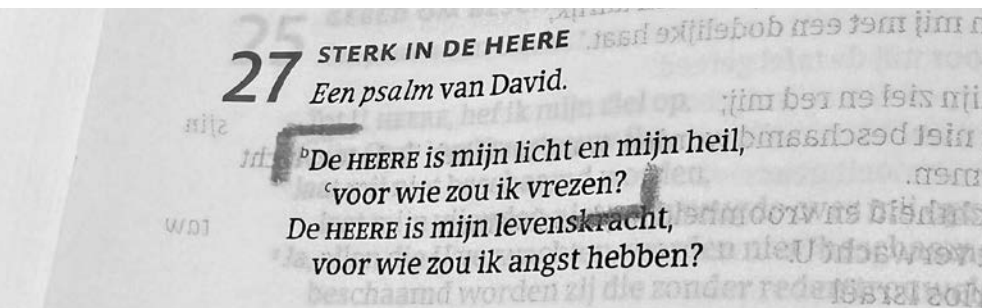 27 STERK IN DE HEERE
Een psalm van David.
ᵇDe HEERE is mijn licht en mijn heil,
ᶜvoor wie zou ik vrezen?
De HEERE is mijn levenskracht,
voor wie zou ik angst hebben?